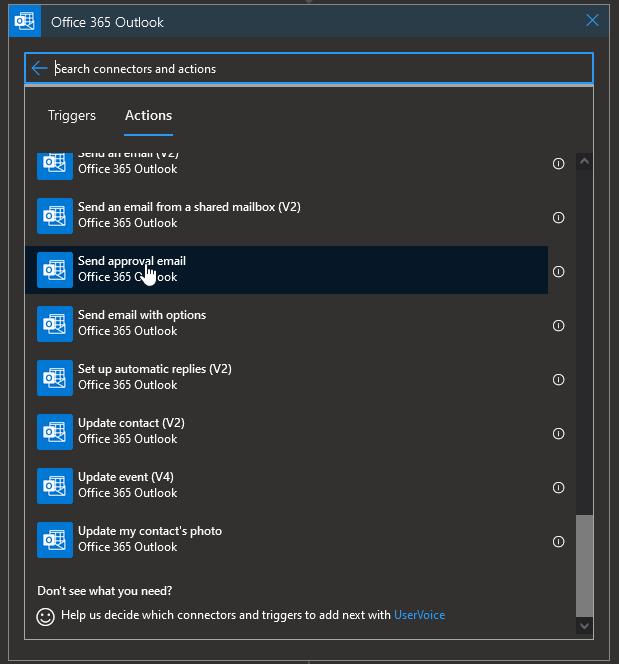 Office 365 Outlook
Search connectors and actions
Triggers Actions
Send an email (V2)
Office 365 Outlook
Send an email from a shared mailbox (V2)
Office 365 Outlook
Send approval email
Office 365 Outlook
Send email with options
Office 365 Outlook
Set up automatic replies (V2)
Office 365 Outlook
Update contact (V2)
Office 365 Outlook
Update event (V4)
Office 365 Outlook
Update my contact's photo
Office 365 Outlook
Don't see what you need?
Help us decide which connectors and triggers to add next with UserVoice